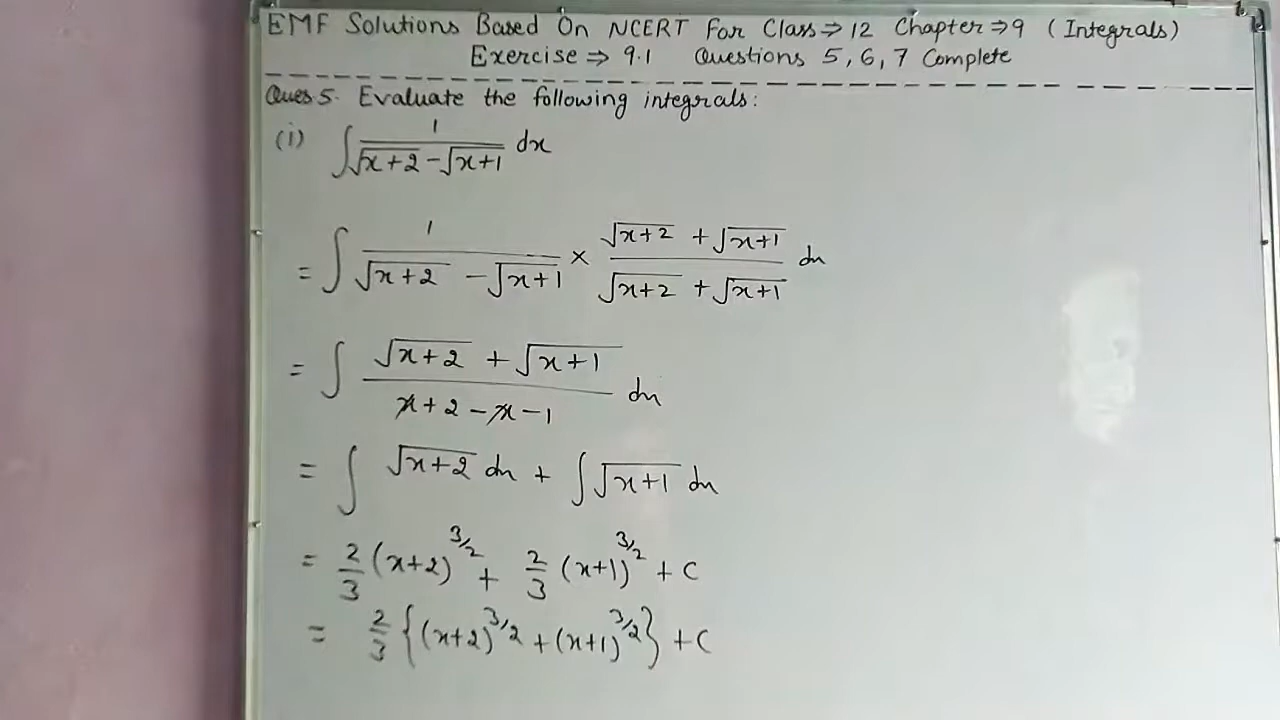 EMF Solutions Based On NCERT For Class⇒12 Chapter⇒9 (Integrals)
Exercise ⇒ 9.1 Questions 5, 6, 7 Complete
Ques 5. Evaluate the following integrals:
(i) ∫ 1/(√(x+2) - √(x+1)) dx
= ∫ 1/(√(x+2) - √(x+1)) × (√(x+2) + √(x+1))/(√(x+2) + √(x+1)) dx
= ∫ (√(x+2) + √(x+1))/(x+2-x-1) dx
= ∫ √(x+2) dx + ∫ √(x+1) dx
= 2/3 (x+2)^3/2 + 2/3 (x+1)^3/2 + C
= 2/3 {(x+2)^3/2 + (x+1)^3/2} + C